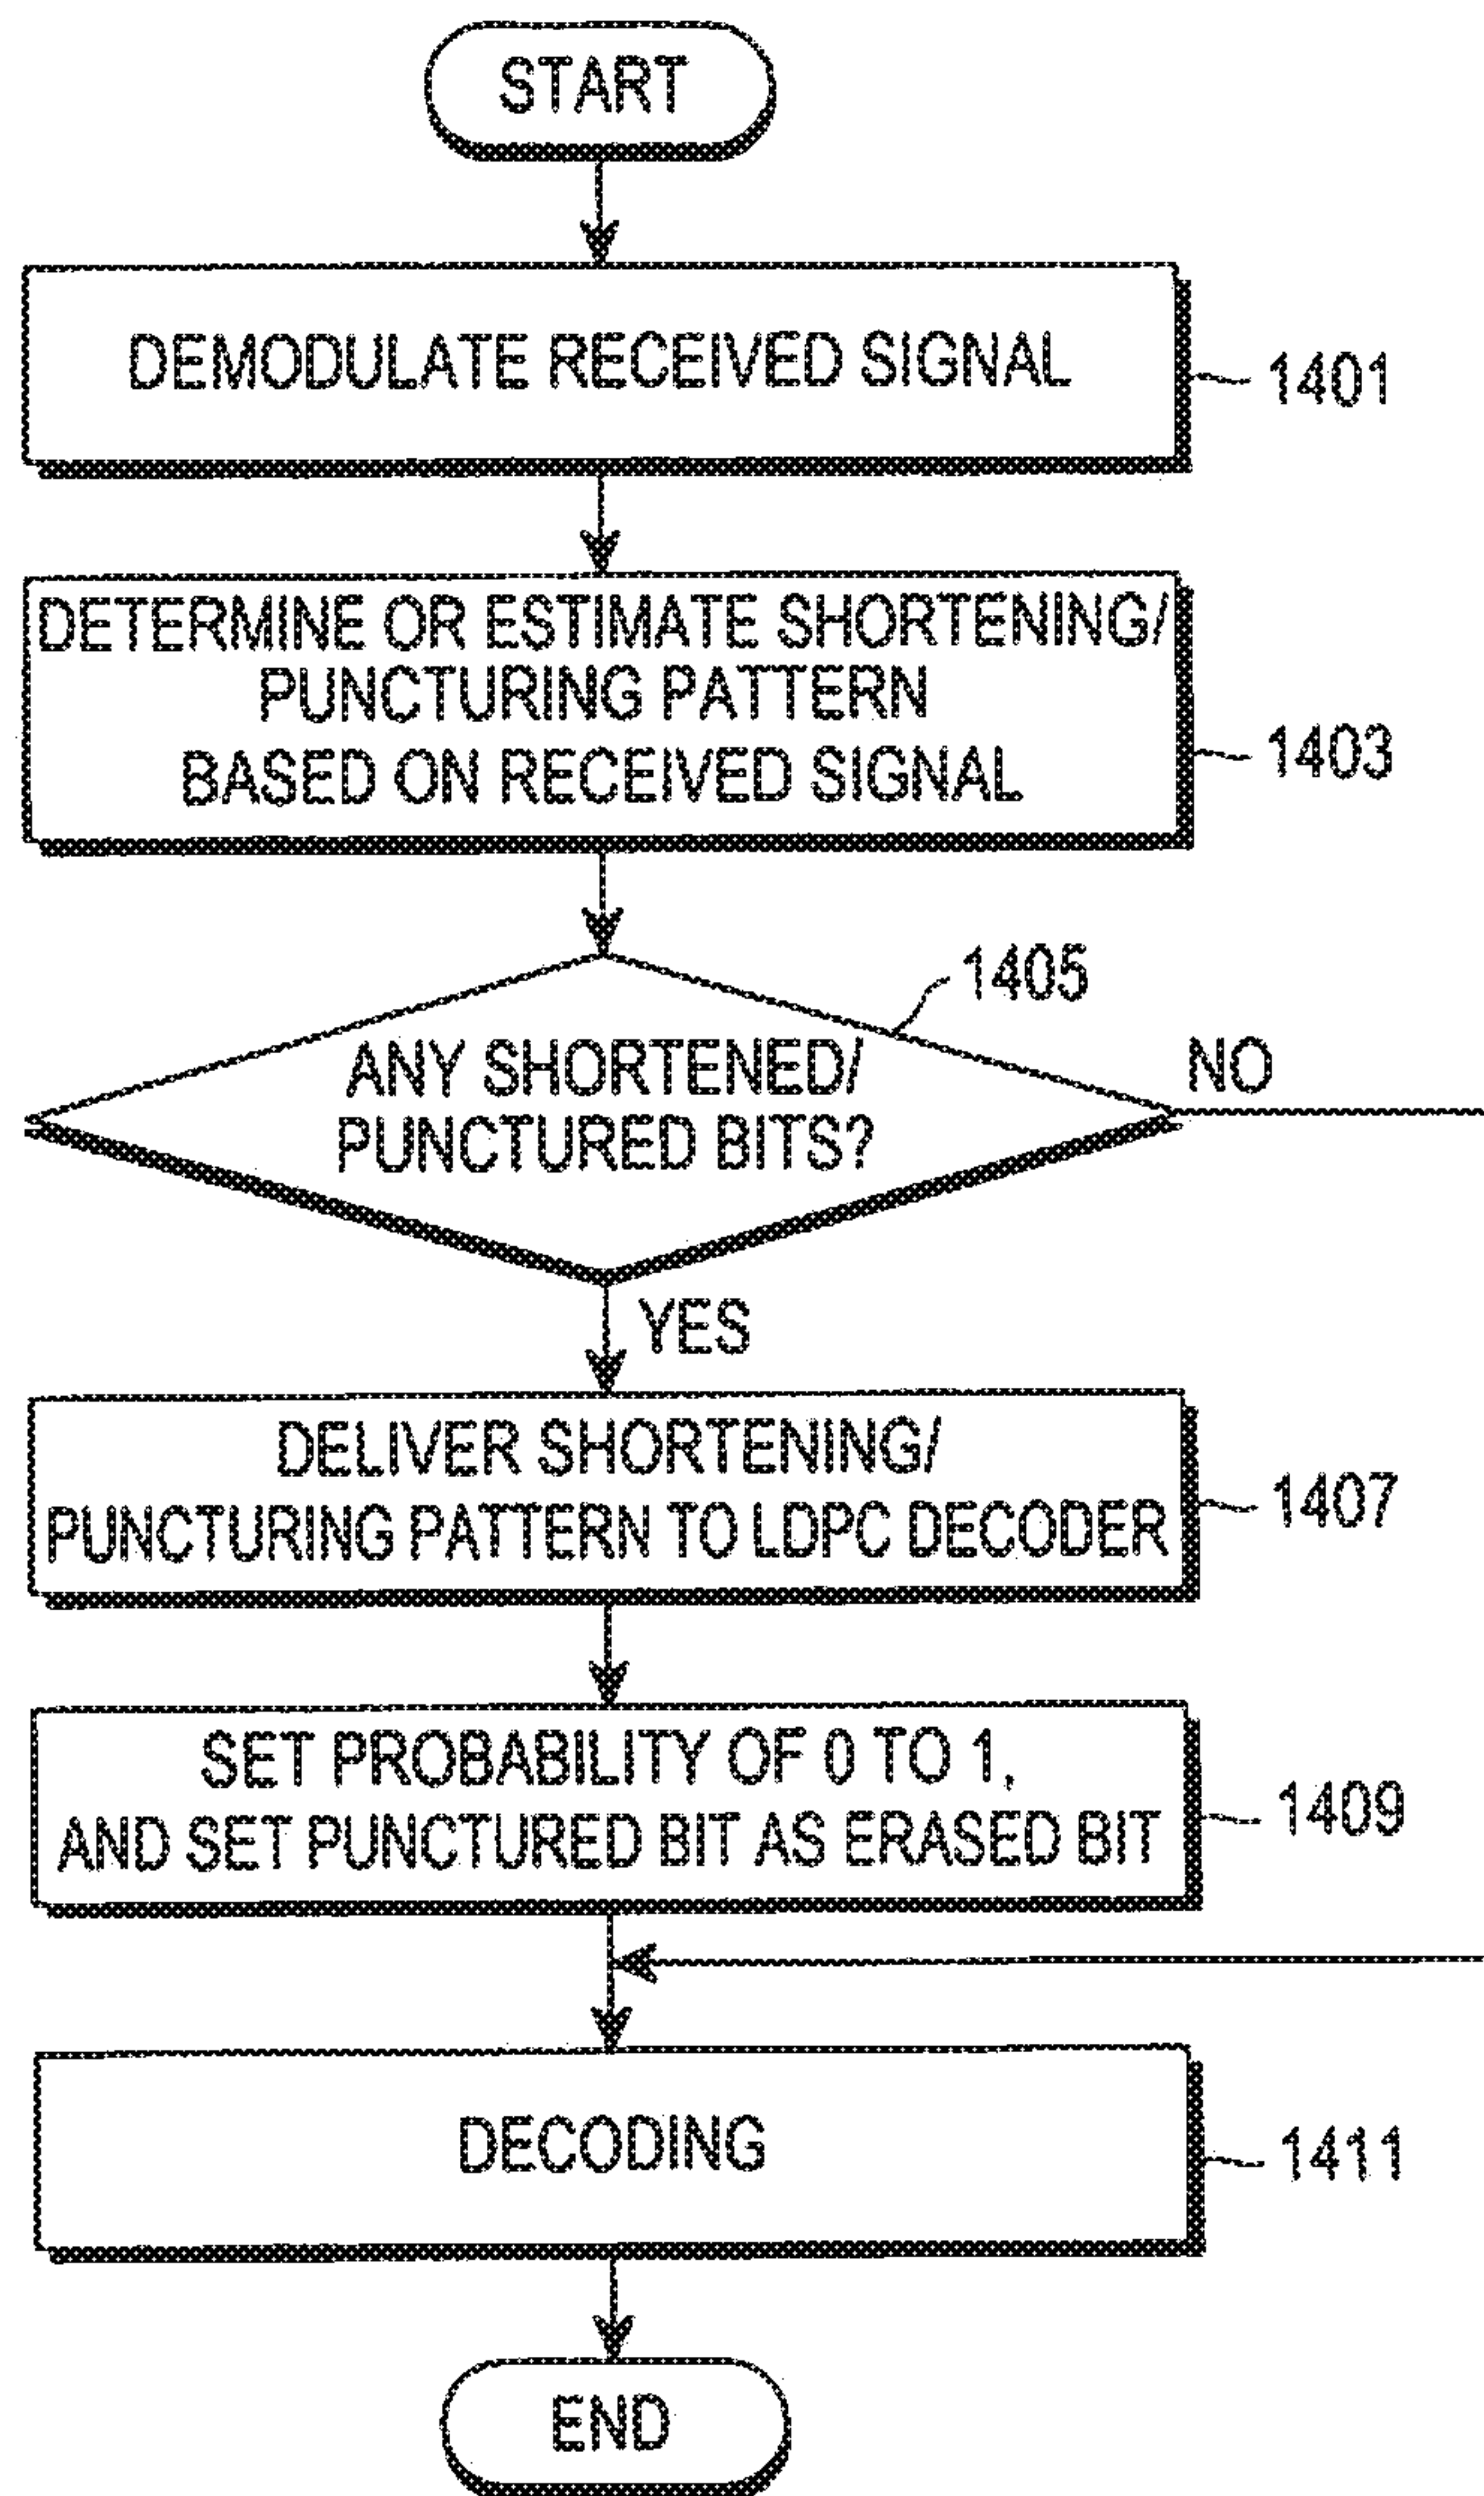 START
DEMODULATE RECEIVED SIGNAL
1401
DETERMINE OR ESTIMATE SHORTENING/
PUNCTURING PATTERN
BASED ON RECEIVED SIGNAL
1403
1405
ANY SHORTENED/
PUNCTURED BITS?
NO
YES
DELIVER SHORTENING/
PUNCTURING PATTERN TO LDPC DECODER
1407
SET PROBABILITY OF 0 TO 1,
AND SET PUNCTURED BIT AS ERASED BIT
1409
DECODING
1411
END